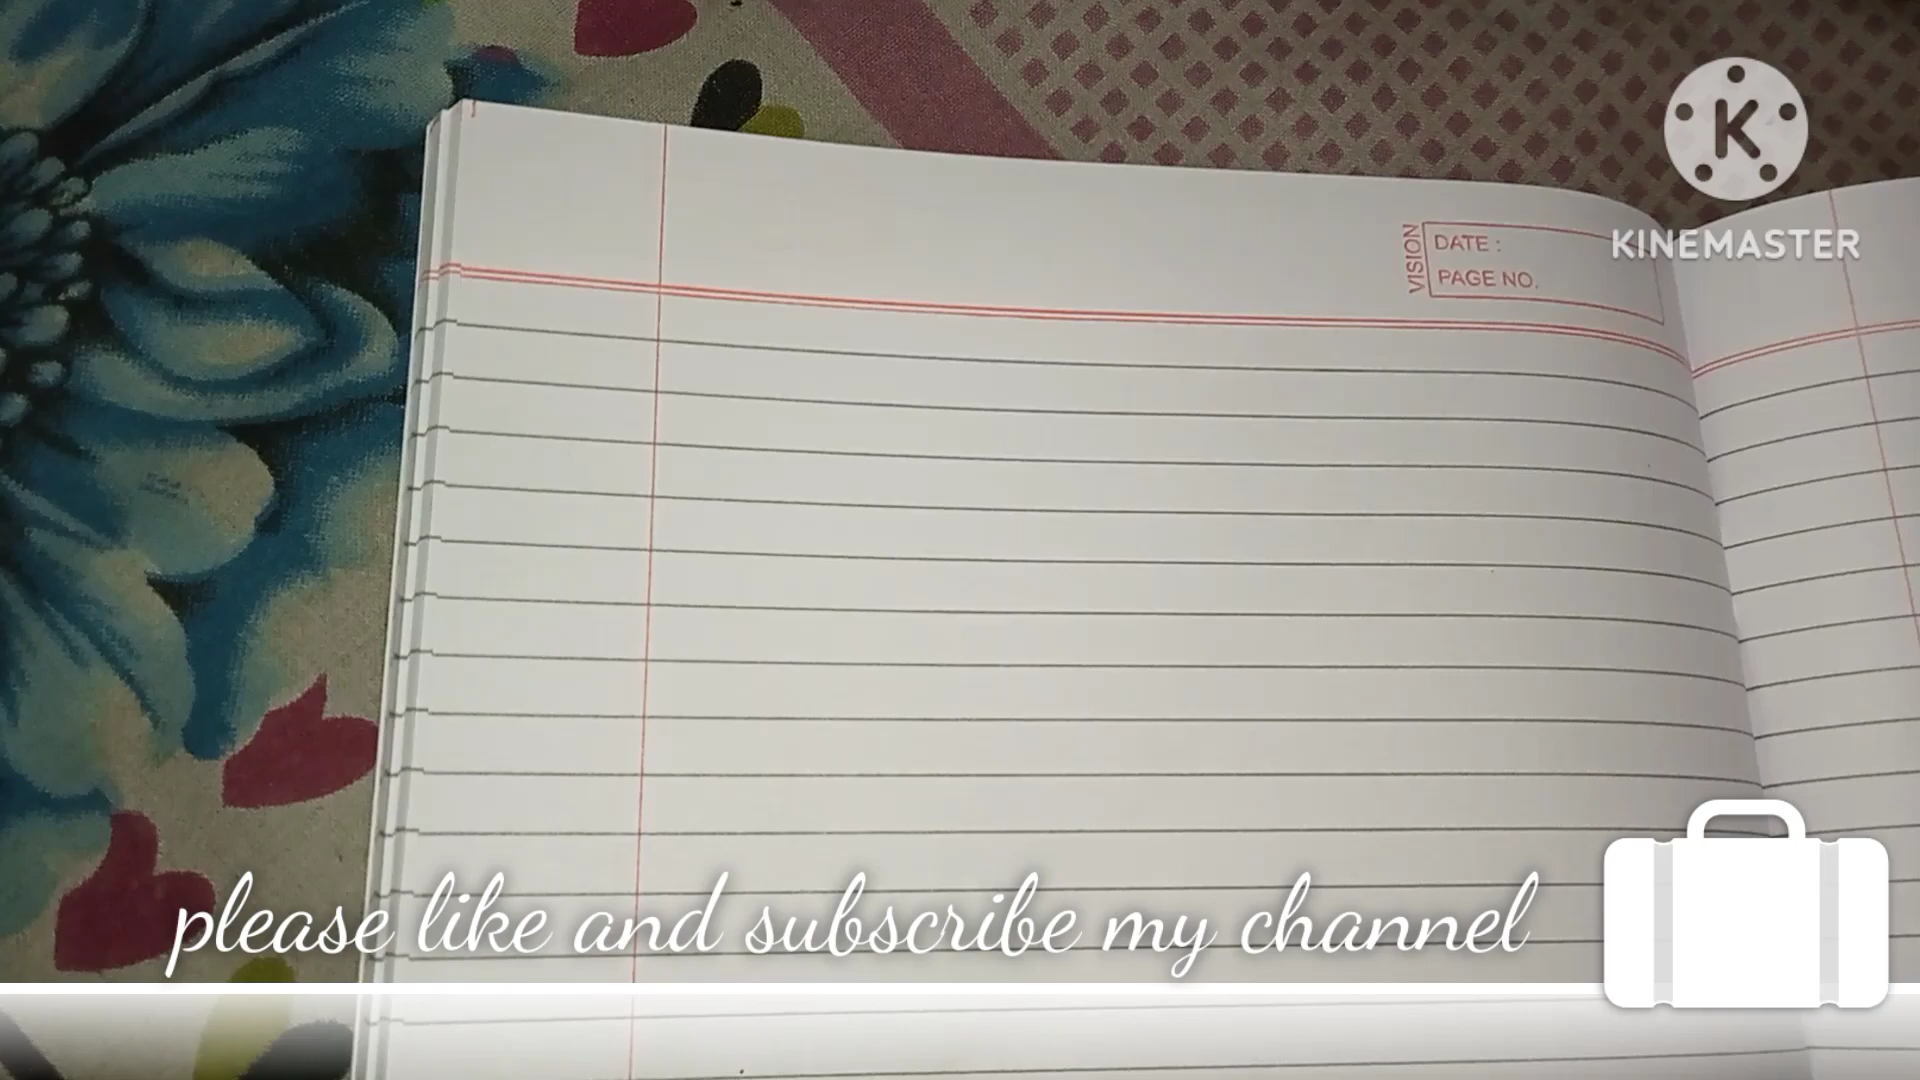 K
KINEMASTER
VISION
DATE :
PAGE NO.
please like and subscribe my channel